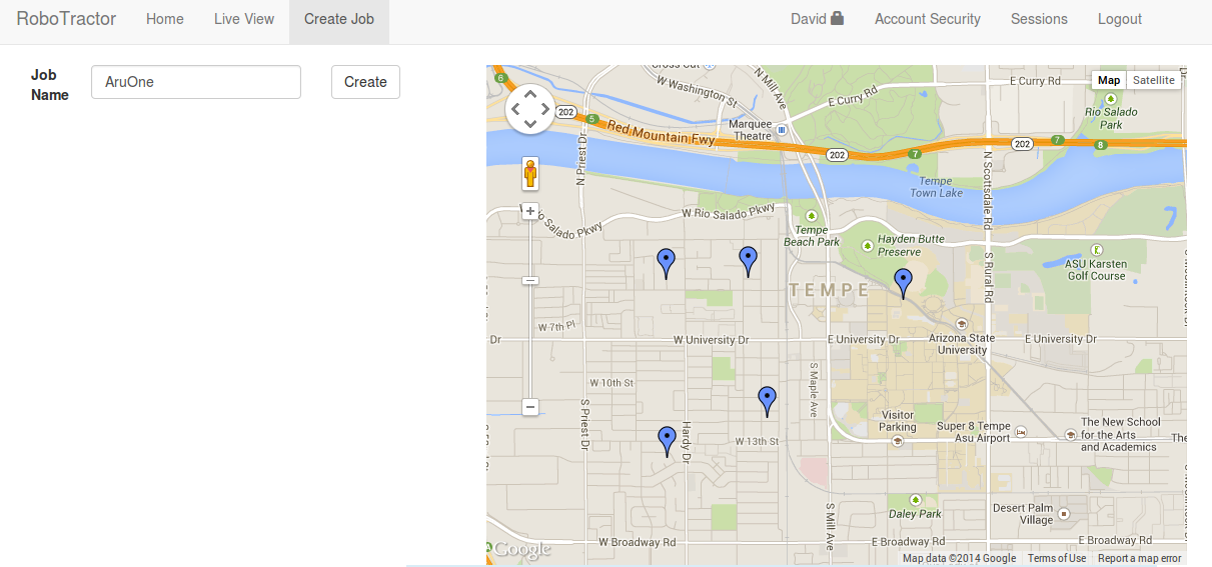 RoboTractor Home Live View Create Job David Account Security Sessions Logout
Job
Name
AruOne
Create
Map Satellite
W Washington St
N Mill Ave
E Curry Rd
E Curry Rd
Rio Salado
Park
Marquee
Theatre
6
202
5
Red Mountain Fwy
202
7
202
7
8
N Priest Dr
Tempe
Town Lake
N Scottsdale Rd
Rio Salado Pkwy
W Rio Salado Pkwy
Tempe
Beach Park
Hayden Butte
Preserve
S Rural Rd
ASU Karsten
Golf Course
TEMPE
W 7th Pl
Dr
W University Dr
E University Dr
Arizona State
University
E University Dr
W 10th St
S Maple Ave
S Priest Dr
Hardy Dr
W 13th St
Visitor
Parking
Super 8 Tempe
Asu Airport
The New School
for the Arts
and Academics
The
S Mill Ave
Daley Park
Desert Palm
Village
W Broadway Rd
E Broadway Rd
E Broadway Rd
Google
Map data ©2014 Google Terms of Use Report a map error